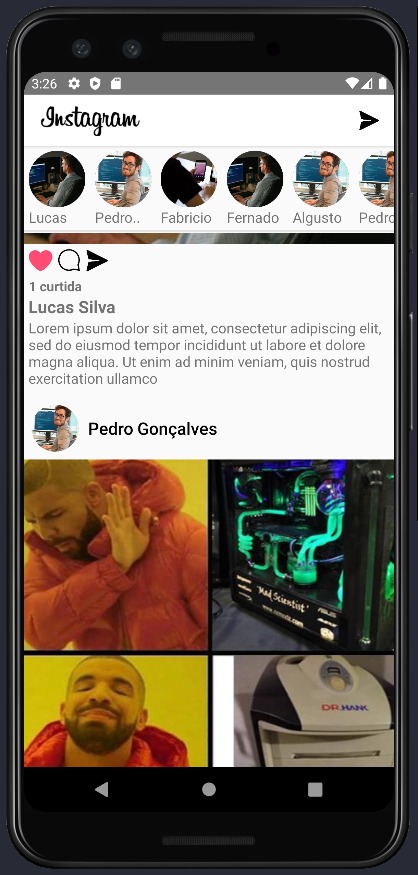 3:26
Instagram
Lucas
Pedro..
Fabricio
Fernado
Algusto
Pedro
1 curtida
Lucas Silva
Lorem ipsum dolor sit amet, consectetur adipiscing elit,
sed do eiusmod tempor incididunt ut labore et dolore
magna aliqua. Ut enim ad minim veniam, quis nostrud
exercitation ullamco
Pedro Gonçalves
"Mad Scientist"
DR.HANK